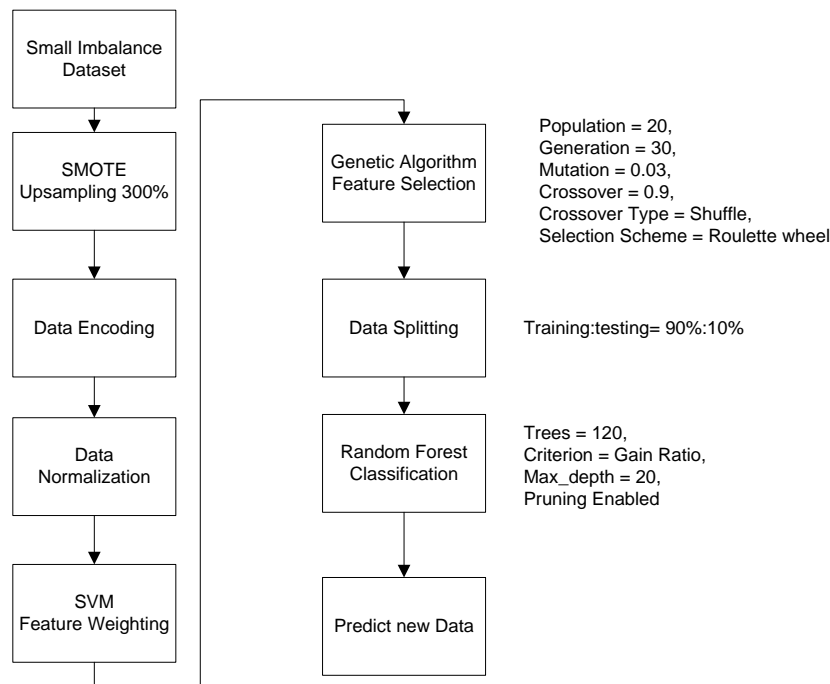 Small Imbalance
Dataset
SMOTE
Upsampling 300%
Data Encoding
Data
Normalization
SVM
Feature Weighting
Genetic Algorithm
Feature Selection
Population = 20,
Generation = 30,
Mutation = 0.03,
Crossover = 0.9,
Crossover Type = Shuffle,
Selection Scheme = Roulette wheel
Data Splitting
Training:testing= 90%:10%
Random Forest
Classification
Trees = 120,
Criterion = Gain Ratio,
Max_depth = 20,
Pruning Enabled
Predict new Data